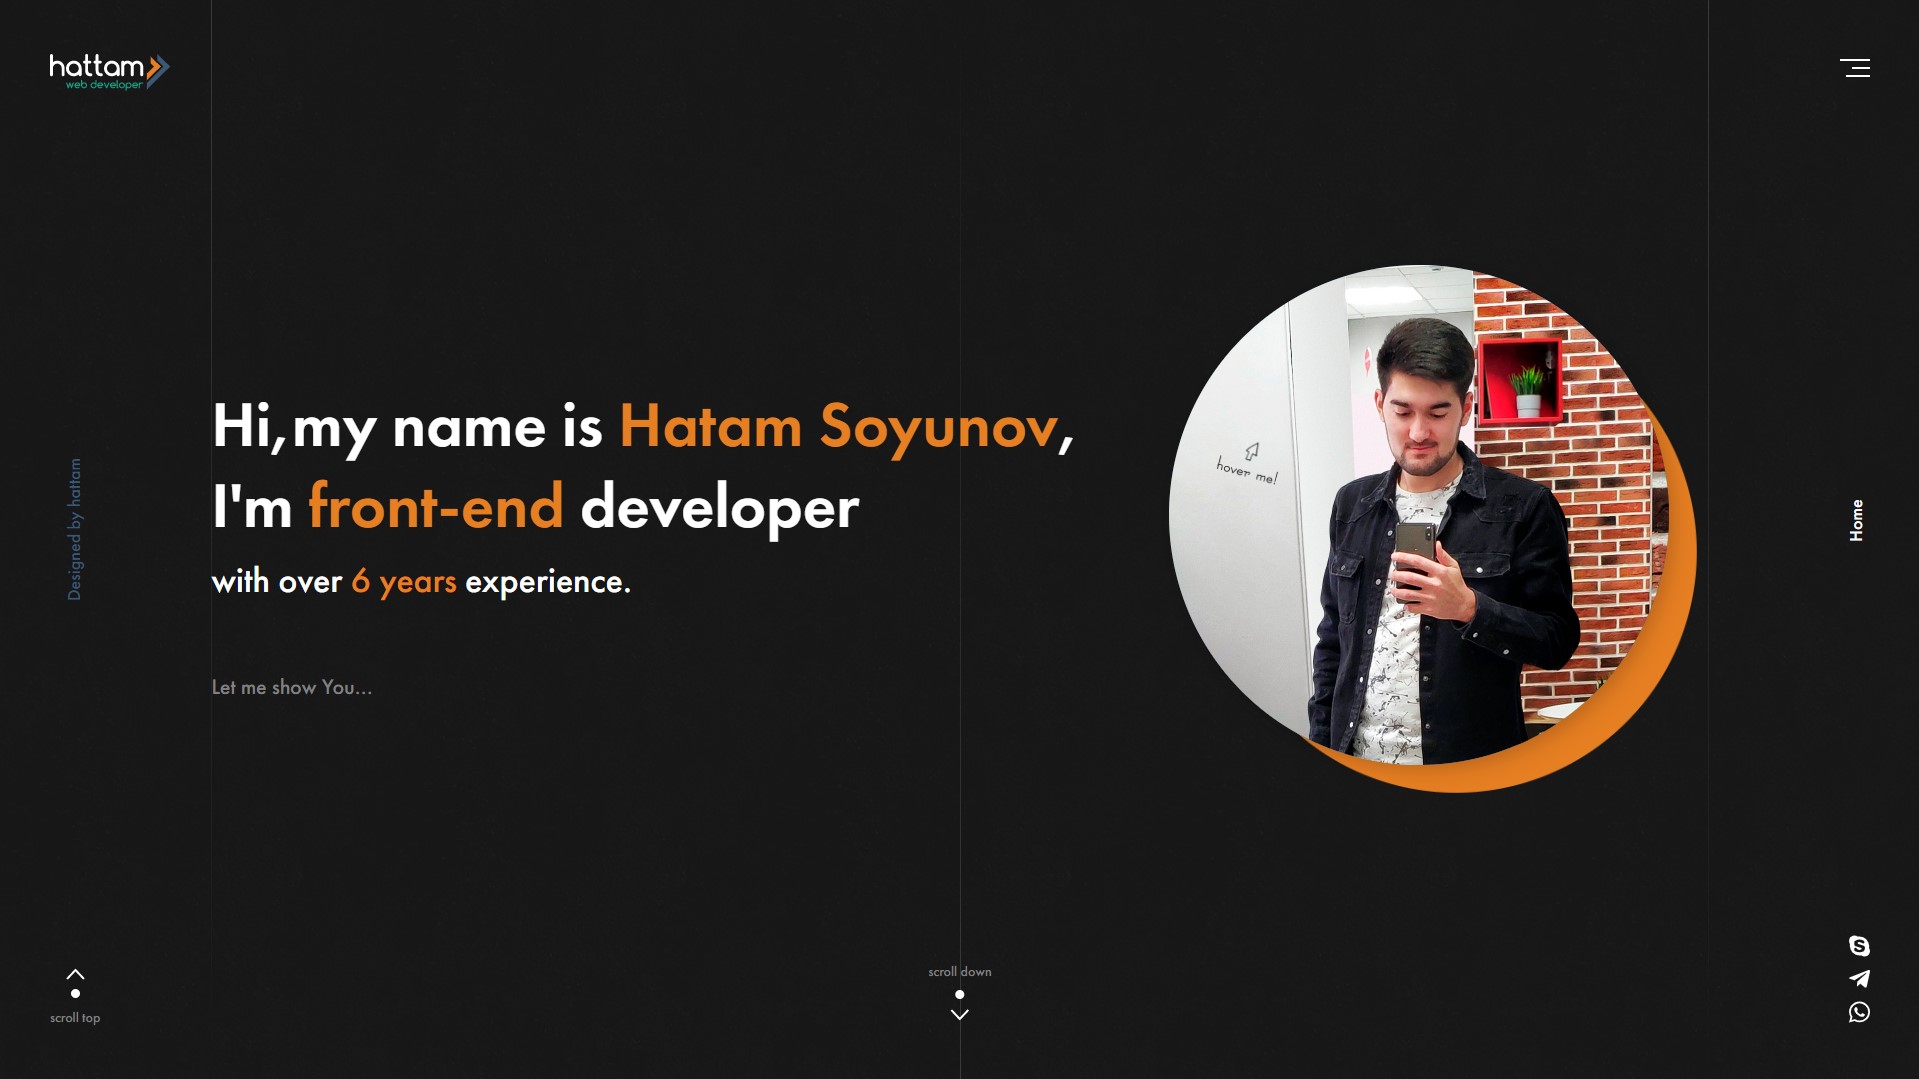 hattam
web developer
Hi,my name is Hatam Soyunov,
I'm front-end developer
with over 6 years experience.
Let me show You...
hover me!
Designed by hattam
Home
scroll top
scroll down